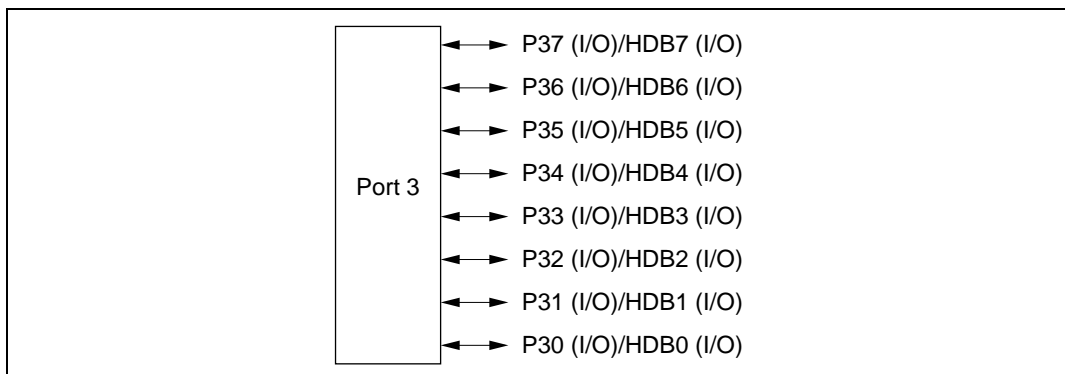 P37 (I/O)/HDB7 (I/O)
P36 (I/O)/HDB6 (I/O)
P35 (I/O)/HDB5 (I/O)
P34 (I/O)/HDB4 (I/O)
Port 3
P33 (I/O)/HDB3 (I/O)
P32 (I/O)/HDB2 (I/O)
P31 (I/O)/HDB1 (I/O)
P30 (I/O)/HDB0 (I/O)